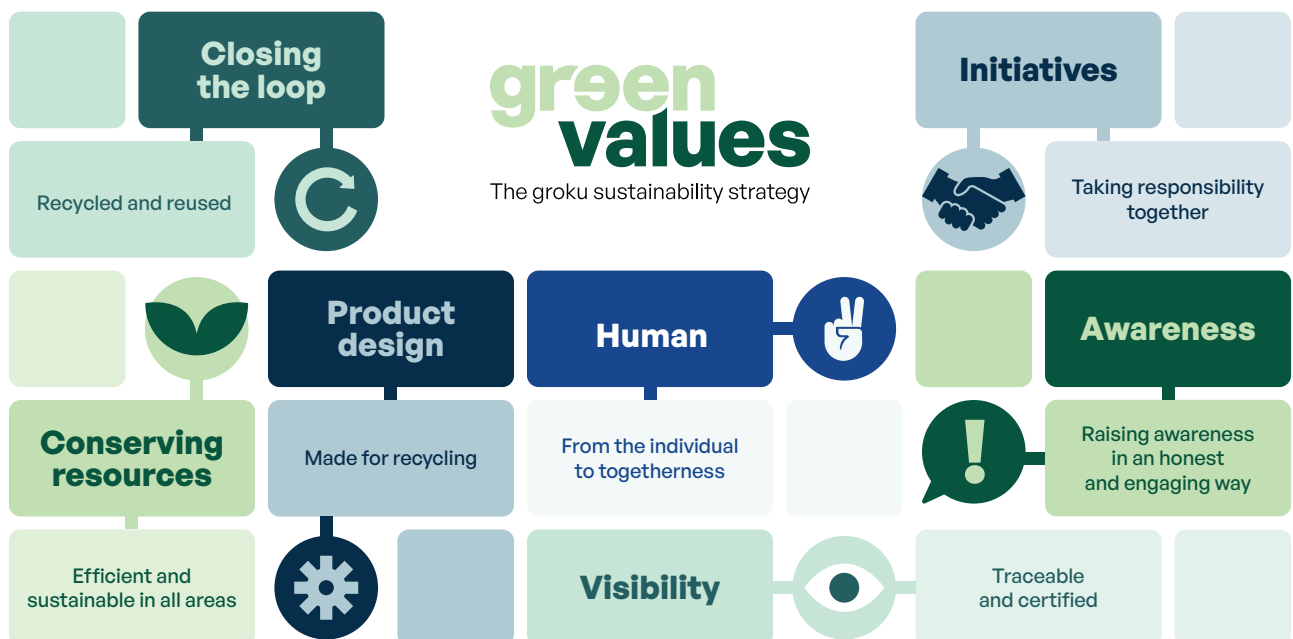 Closing
the loop
Recycled and reused
green
values
The groku sustainability strategy
Initiatives
Taking responsibility
together
Conserving
resources
Efficient and
sustainable in all areas
Product
design
Made for recycling
Human
From the individual
to togetherness
Awareness
Raising awareness
in an honest
and engaging way
Visibility
Traceable
and certified